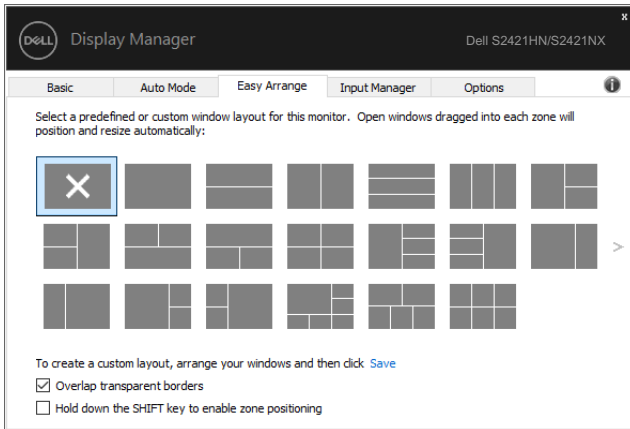 x
DELL Display Manager Dell S2421HN/S2421NX
Basic Auto Mode Easy Arrange Input Manager Options
Select a predefined or custom window layout for this monitor. Open windows dragged into each zone will
position and resize automatically:
To create a custom layout, arrange your windows and then click Save
Overlap transparent borders
Hold down the SHIFT key to enable zone positioning